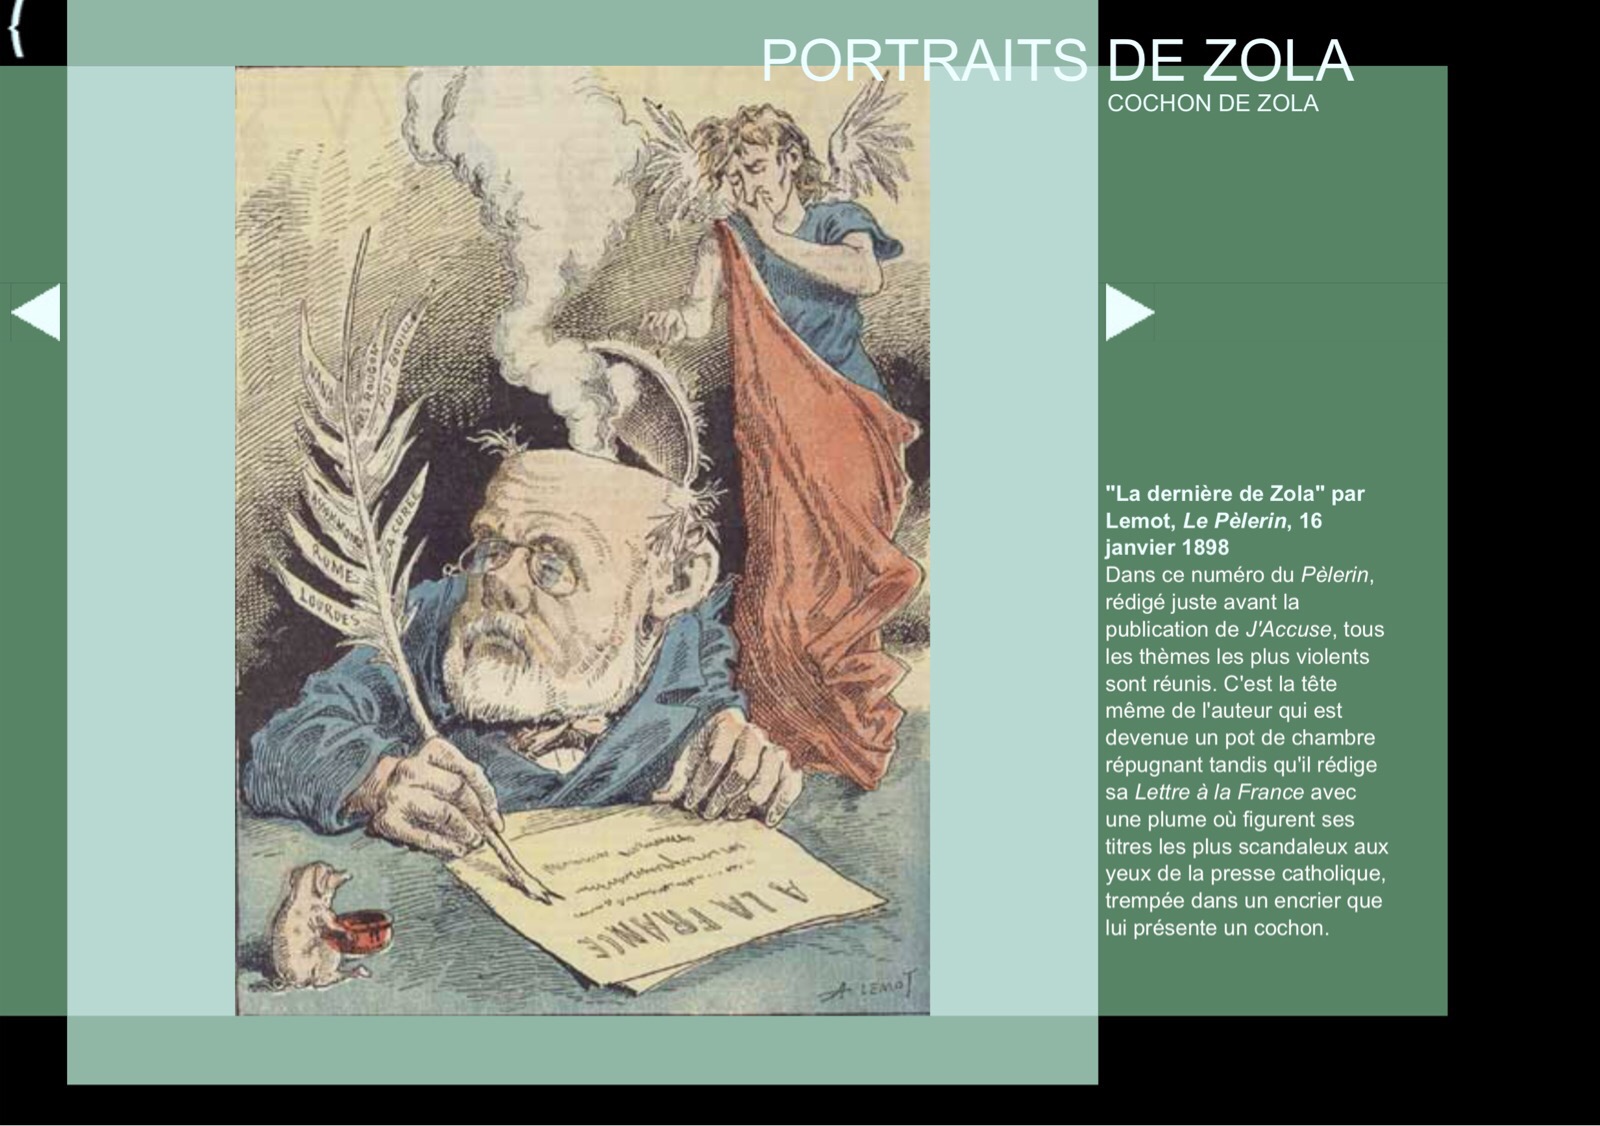 PORTRAITS DE ZOLA
COCHON DE ZOLA
NANA
LES ROUGON
POT BOUILLE
LA CURÉE
ROME
LOURDES
A LA FRANCE
A. LEMOT
"La dernière de Zola" par
Lemot, Le Pèlerin, 16
janvier 1898
Dans ce numéro du Pèlerin,
rédigé juste avant la
publication de J'Accuse, tous
les thèmes les plus violents
sont réunis. C'est la tête
même de l'auteur qui est
devenue un pot de chambre
répugnant tandis qu'il rédige
sa Lettre à la France avec
une plume où figurent ses
titres les plus scandaleux aux
yeux de la presse catholique,
trempée dans un encrier que
lui présente un cochon.